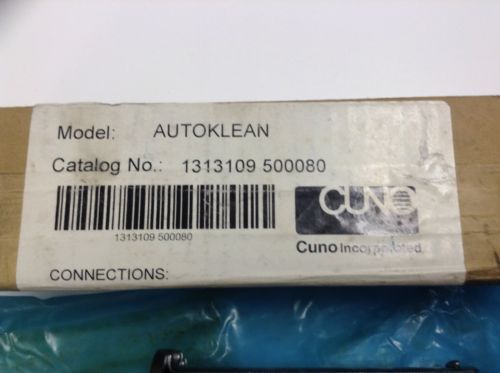 Model: AUTOKLEAN
Catalog No.: 1313109 500080
1313109 500080
CUNO
Cuno Incorporated
CONNECTIONS: